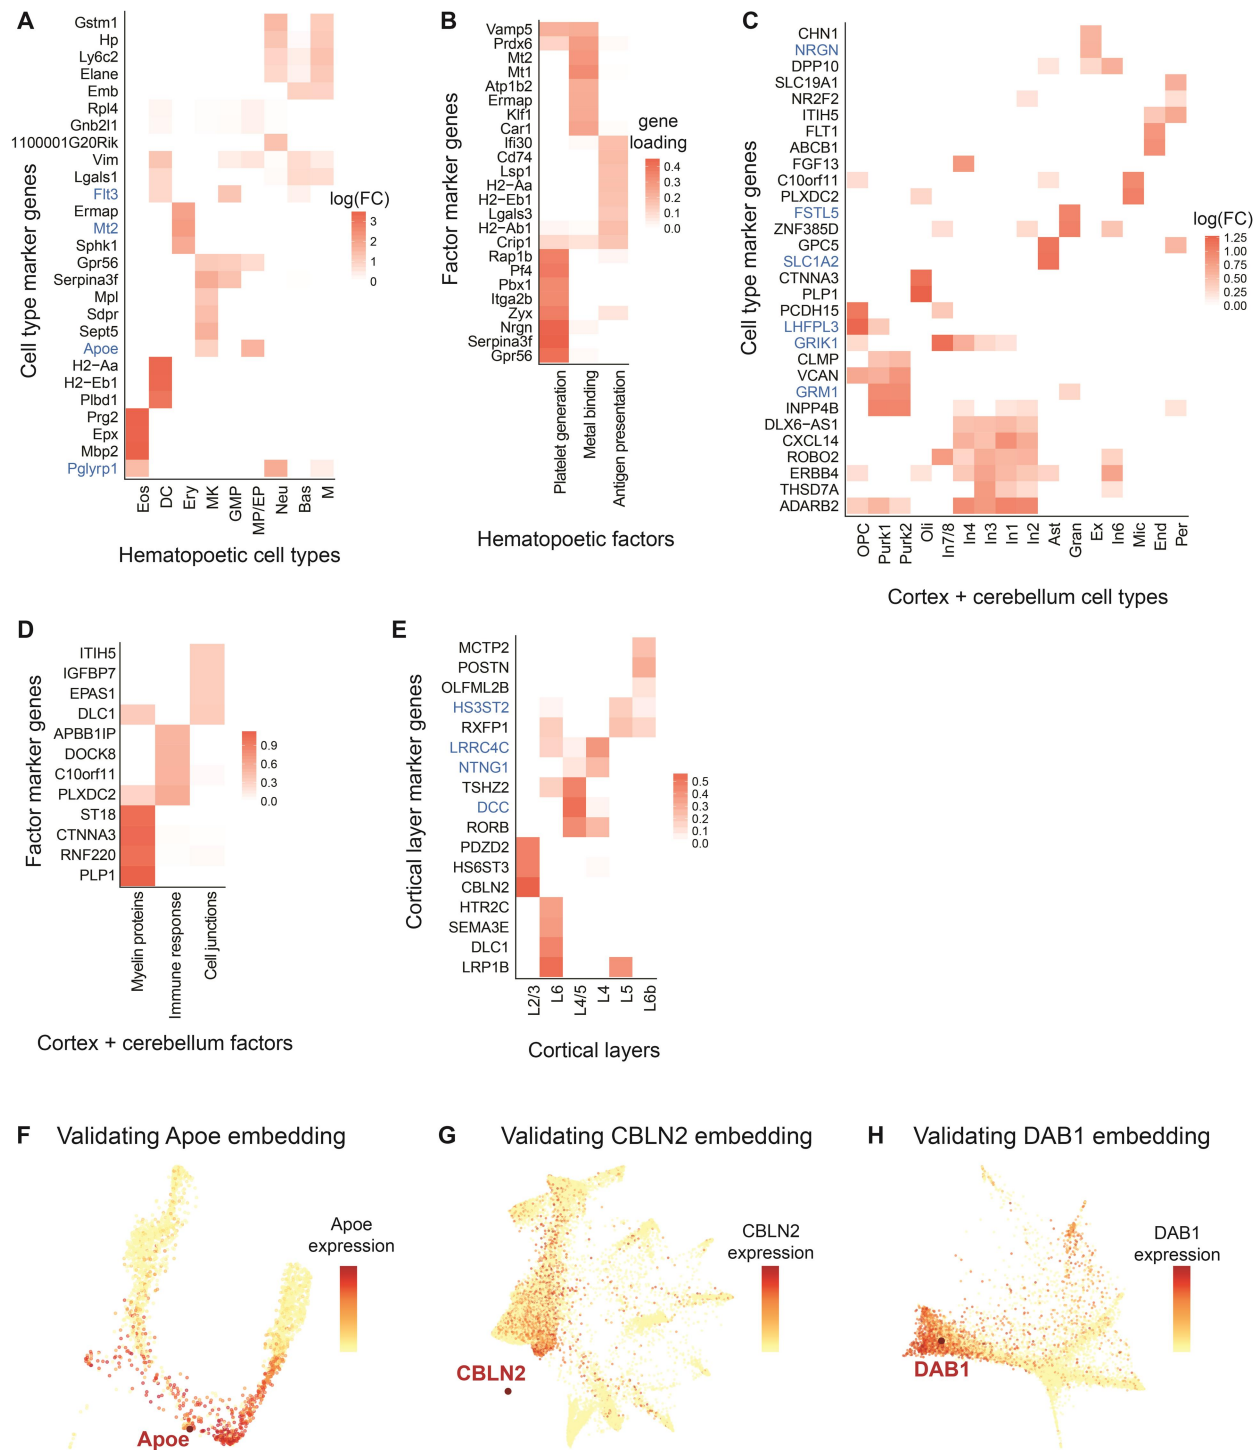 A
Gstm1
Hp
Ly6c2
Elane
Emb
Rpl4
Gnb2l1
1100001G20Rik
Vim
Lgals1
Flt3
Ermap
Mt2
Sphk1
Gpr56
Serpina3f
Mpl
Sdpr
Sept5
Apoe
H2-Aa
H2-Eb1
Plbd1
Prg2
Epx
Mbp2
Pglyrp1
Cell type marker genes
log(FC)
3
2
1
0
Eos
DC
Ery
MK
GMP
MP/EP
Neu
Bas
M
Hematopoetic cell types
B
Vamp5
Prdx6
Mt2
Mt1
Atp1b2
Ermap
Klf1
Car1
Ifi30
Cd74
Lsp1
H2-Aa
H2-Eb1
Lgals3
H2-Ab1
Crip1
Rap1b
Pf4
Pbx1
Itga2b
Zyx
Nrgn
Serpina3f
Gpr56
Factor marker genes
gene
loading
0.4
0.3
0.2
0.1
0.0
Platelet generation
Metal binding
Antigen presentation
Hematopoetic factors
C
CHN1
NRGN
DPP10
SLC19A1
NR2F2
ITIH5
FLT1
ABCB1
FGF13
C10orf11
PLXDC2
FSTL5
ZNF385D
GPC5
SLC1A2
CTNNA3
PLP1
PCDH15
LHFPL3
GRIK1
CLMP
VCAN
GRM1
INPP4B
DLX6-AS1
CXCL14
ROBO2
ERBB4
THSD7A
ADARB2
Cell type marker genes
log(FC)
1.25
1.00
0.75
0.50
0.25
0.00
OPC
Purk1
Purk2
Oli
In7/8
In4
In3
In1
In2
Ast
Gran
Ex
In6
Mic
End
Per
Cortex + cerebellum cell types
D
ITIH5
IGFBP7
EPAS1
DLC1
APBB1IP
DOCK8
C10orf11
PLXDC2
ST18
CTNNA3
RNF220
PLP1
Factor marker genes
0.9
0.6
0.3
0.0
Myelin proteins
Immune response
Cell junctions
Cortex + cerebellum factors
E
MCTP2
POSTN
OLFML2B
HS3ST2
RXFP1
LRRC4C
NTNG1
TSHZ2
DCC
RORB
PDZD2
HS6ST3
CBLN2
HTR2C
SEMA3E
DLC1
LRP1B
Cortical layer marker genes
0.5
0.4
0.3
0.2
0.1
0.0
L2/3
L6
L4/5
L4
L5
L6b
Cortical layers
F Validating Apoe embedding
Apoe
expression
Apoe
G Validating CBLN2 embedding
CBLN2
expression
CBLN2
H Validating DAB1 embedding
DAB1
expression
DAB1